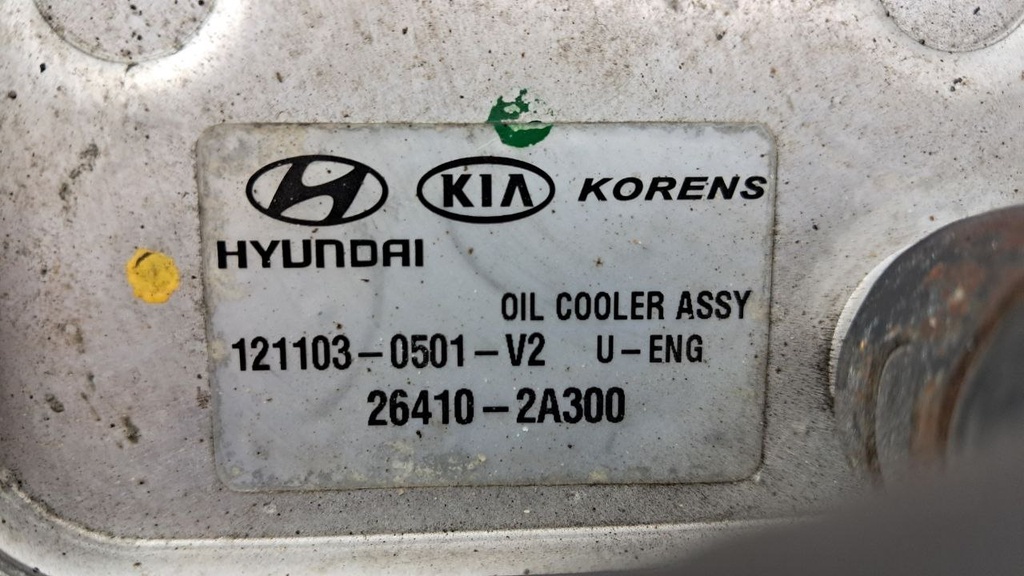 KIA KORENS
HYUNDAI
OIL COOLER ASSY
121103-0501-V2 U-ENG
26410-2A300